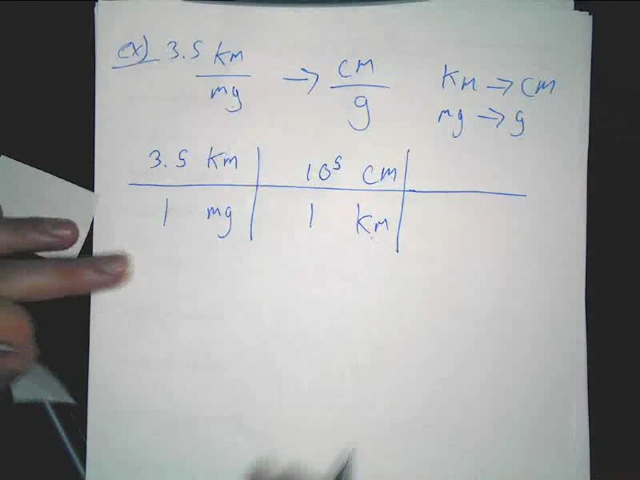 ex) 3.5 km/mg → cm/g
km → cm
mg → g
3.5 km | 10⁵ cm |
1 mg | 1 km |